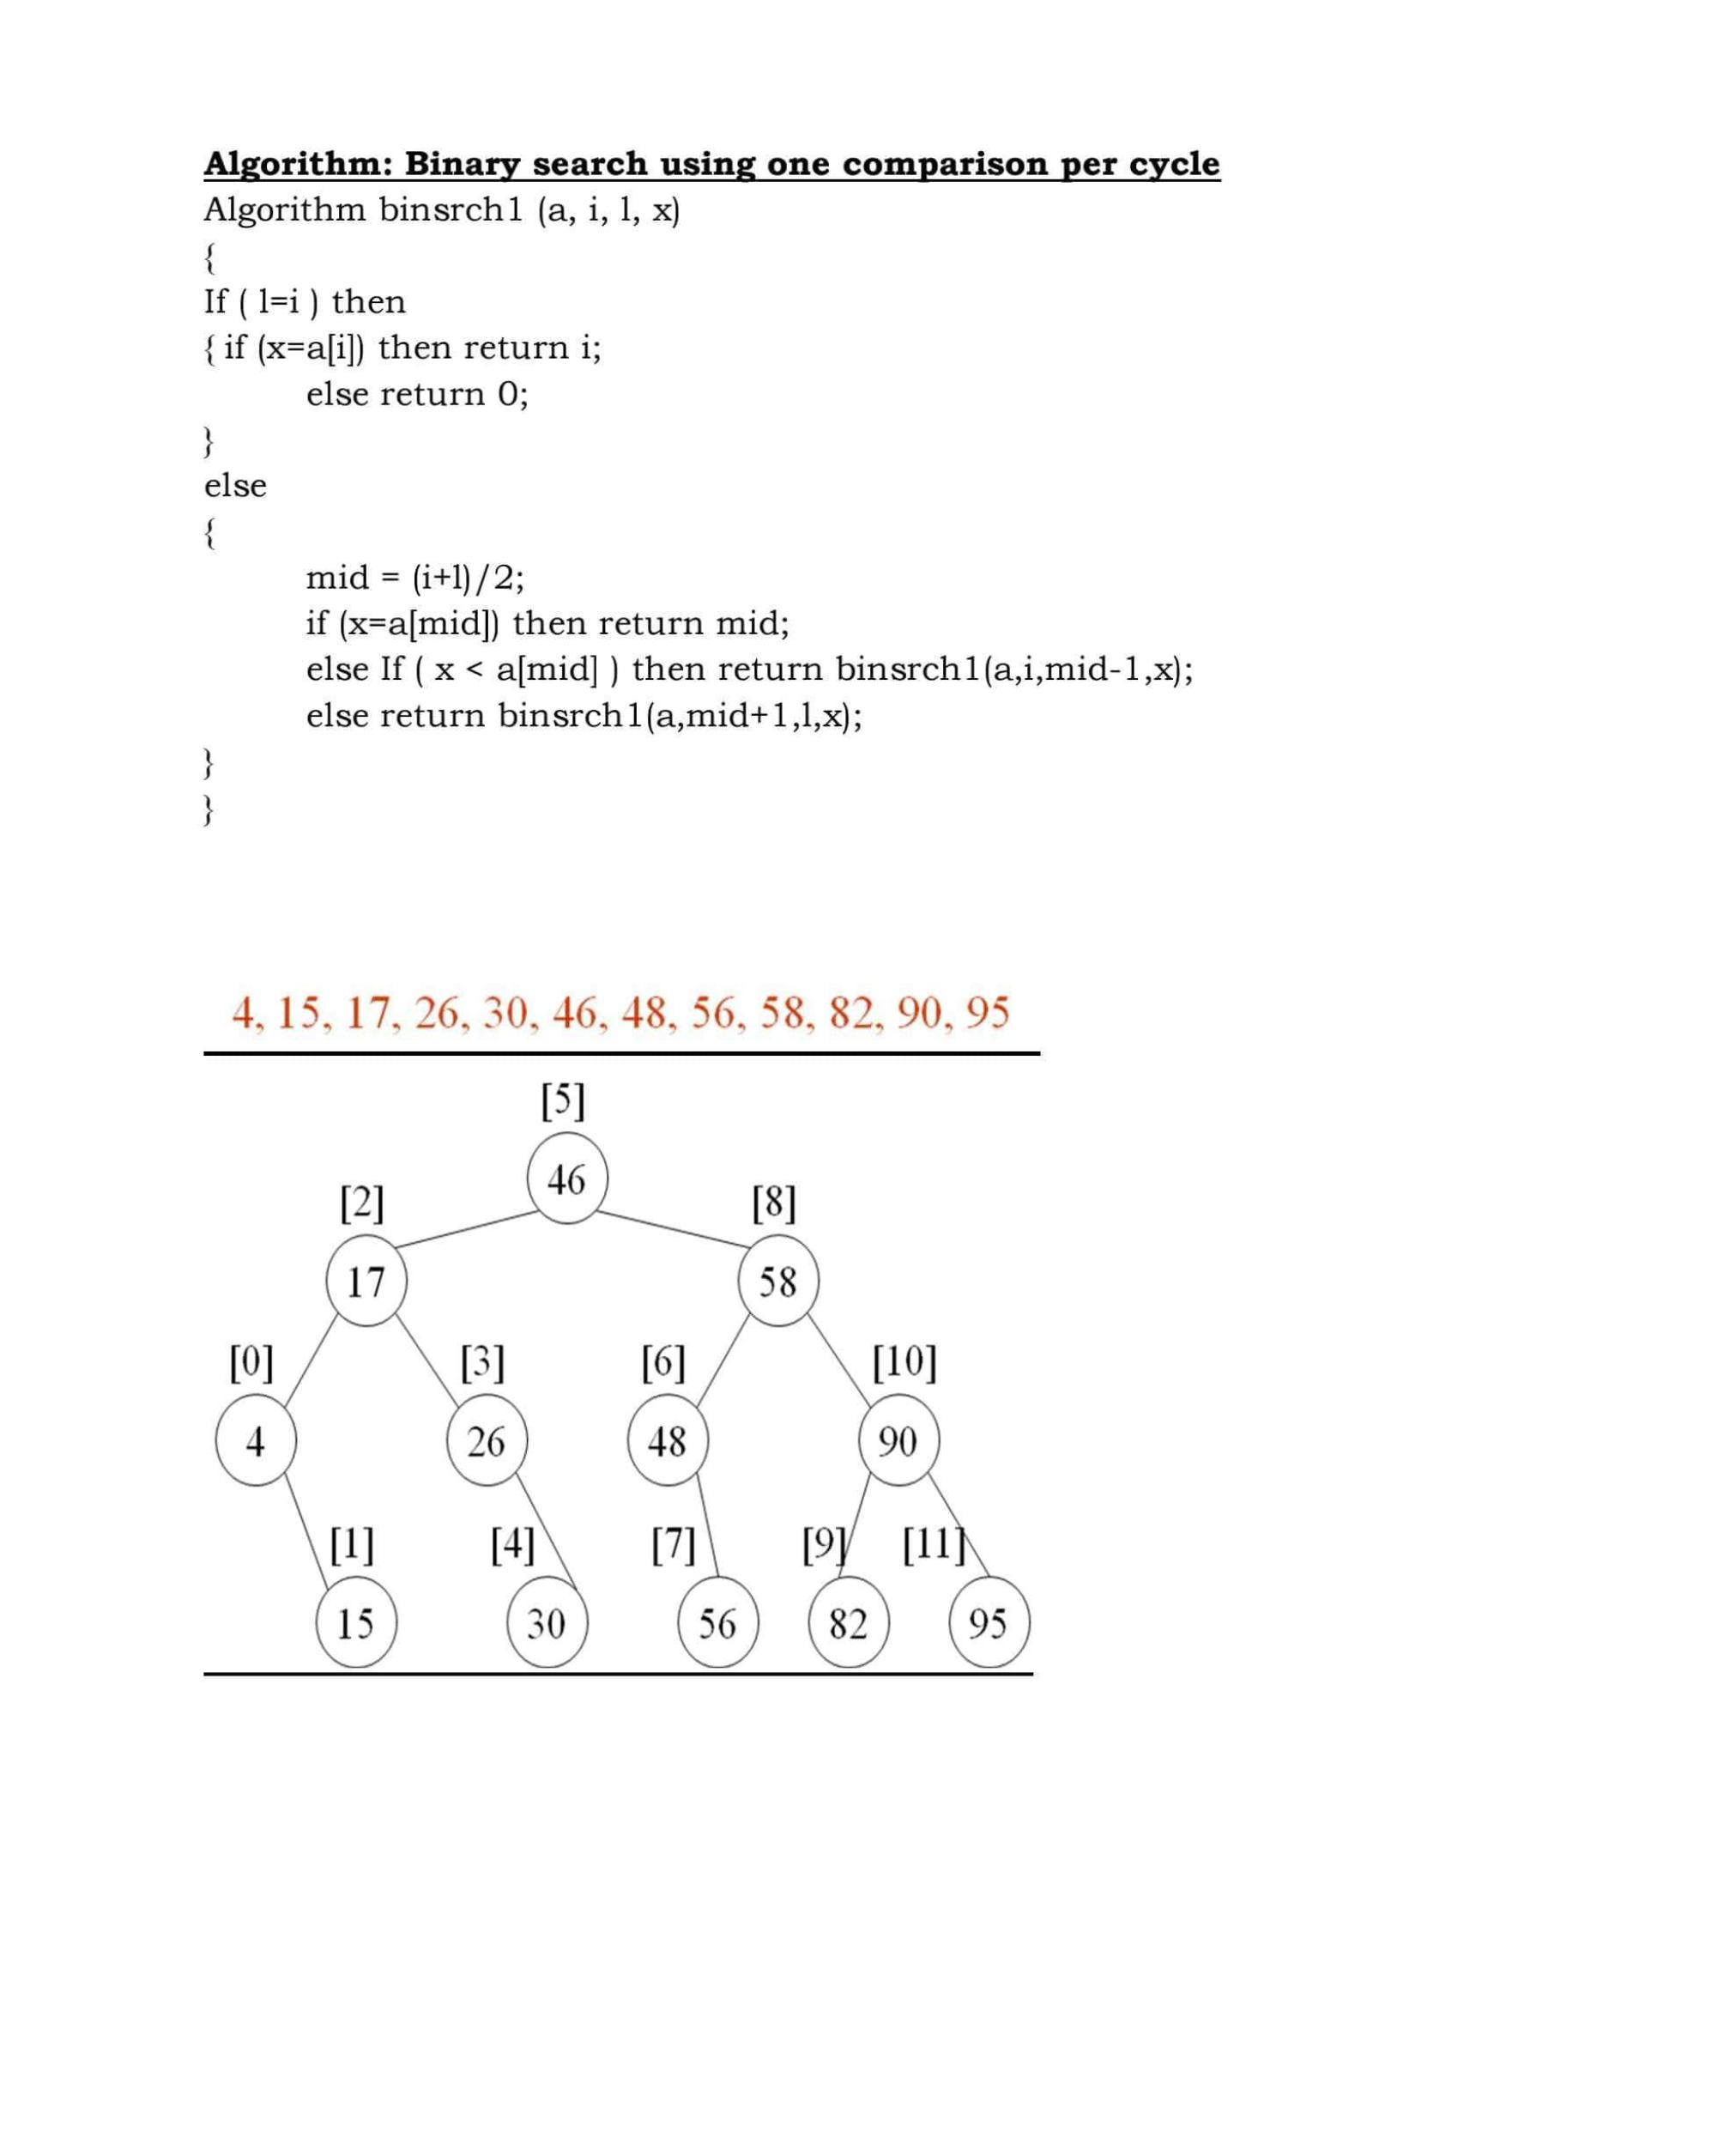 Algorithm: Binary search using one comparison per cycle
Algorithm binsrch1 (a, i, l, x)
{
If ( l=i ) then
{ if (x=a[i]) then return i;
else return 0;
}
else
{
mid = (i+l)/2;
if (x=a[mid]) then return mid;
else If ( x < a[mid] ) then return binsrch1(a,i,mid-1,x);
else return binsrch1(a,mid+1,l,x);
}
}
4, 15, 17, 26, 30, 46, 48, 56, 58, 82, 90, 95
[5]
46
[2] [8]
17 58
[0] [3] [6] [10]
4 26 48 90
[1] [4] [7] [9] [11]
15 30 56 82 95